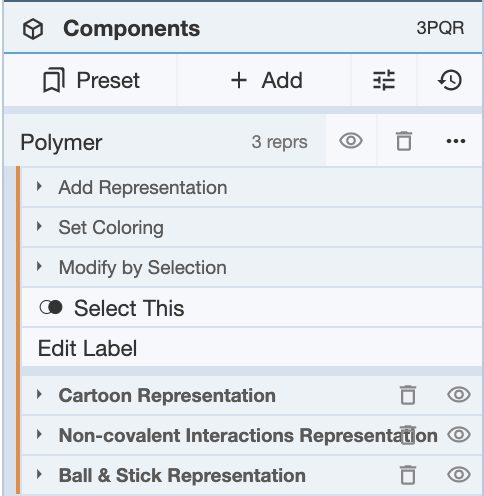 Components 3PQR
Preset Add
Polymer 3 reprs
Add Representation
Set Coloring
Modify by Selection
Select This
Edit Label
Cartoon Representation
Non-covalent Interactions Representation
Ball & Stick Representation